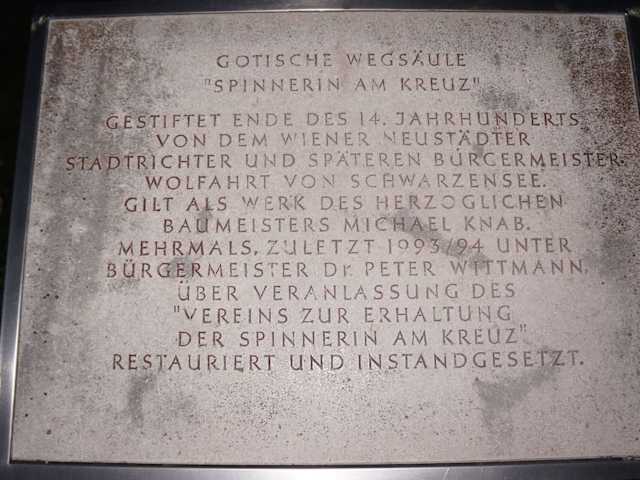 GOTISCHE WEGSÄULE
"SPINNERIN AM KREUZ"
GESTIFTET ENDE DES 14. JAHRHUNDERTS
VON DEM WIENER NEUSTÄDTER
STADTRICHTER UND SPÄTEREN BÜRGERMEISTER.
WOLFAHRT VON SCHWARZENSEE.
GILT ALS WERK DES HERZOGLICHEN
BAUMEISTERS MICHAEL KNAB.
MEHRMALS, ZULETZT 1993/94 UNTER
BÜRGERMEISTER Dr. PETER WITTMANN,
ÜBER VERANLASSUNG DES
"VEREINS ZUR ERHALTUNG
DER SPINNERIN AM KREUZ"
RESTAURIERT UND INSTANDGESETZT.